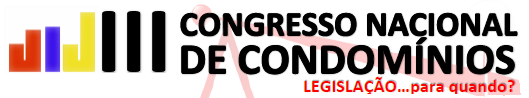 III CONGRESSO NACIONAL
DE CONDOMÍNIOS
LEGISLAÇÃO...para quando?